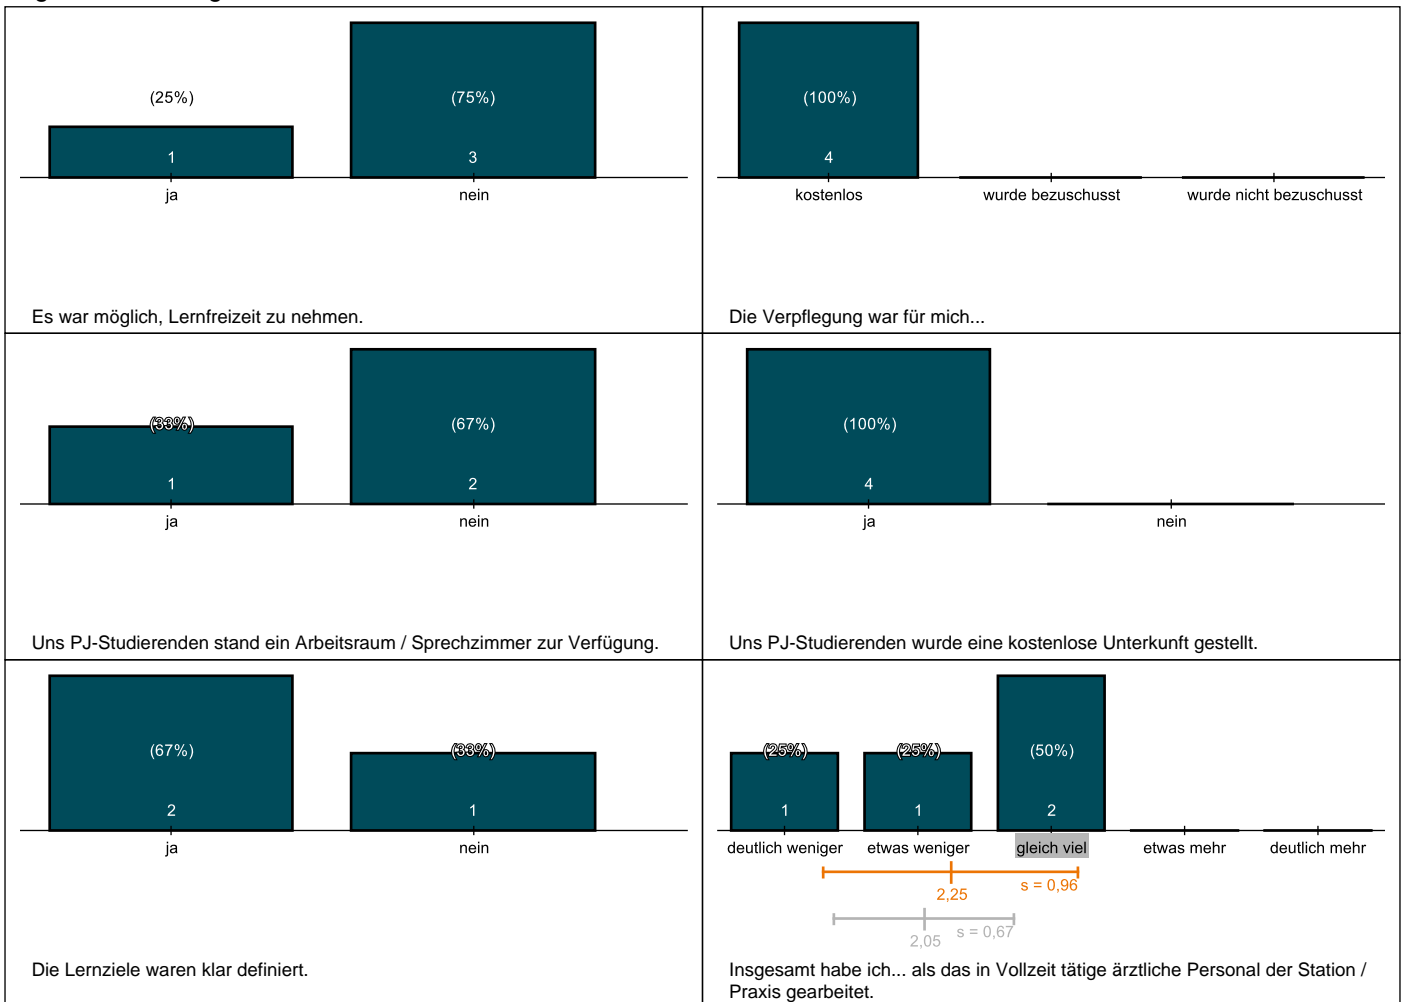 (25%)
(75%)
1
3
ja
nein
Es war möglich, Lernfreizeit zu nehmen.
(100%)
4
kostenlos
wurde bezuschusst
wurde nicht bezuschusst
Die Verpflegung war für mich...
(33%)
(67%)
1
2
ja
nein
Uns PJ-Studierenden stand ein Arbeitsraum / Sprechzimmer zur Verfügung.
(100%)
4
ja
nein
Uns PJ-Studierenden wurde eine kostenlose Unterkunft gestellt.
(67%)
(33%)
2
1
ja
nein
Die Lernziele waren klar definiert.
(25%)
(25%)
(50%)
1
1
2
deutlich weniger
etwas weniger
gleich viel
etwas mehr
deutlich mehr
2,25
s = 0,96
2,05
s = 0,67
Insgesamt habe ich... als das in Vollzeit tätige ärztliche Personal der Station /
Praxis gearbeitet.